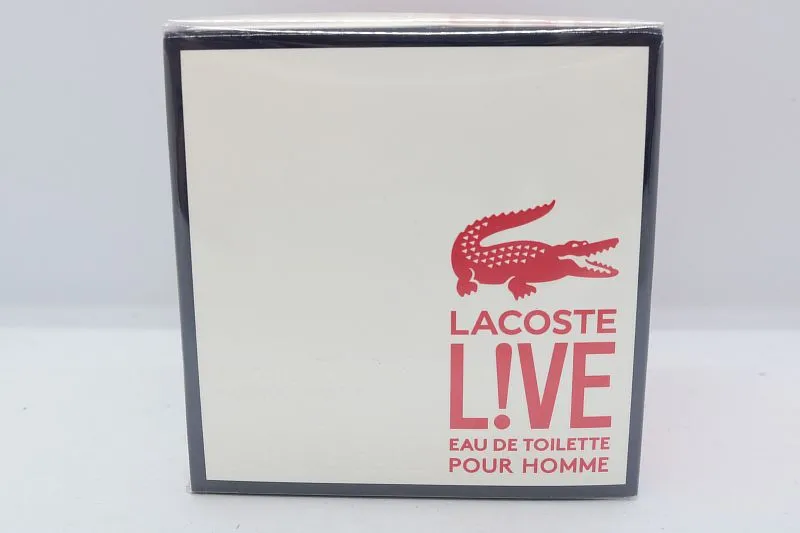 LACOSTE
L!VE
EAU DE TOILETTE
POUR HOMME